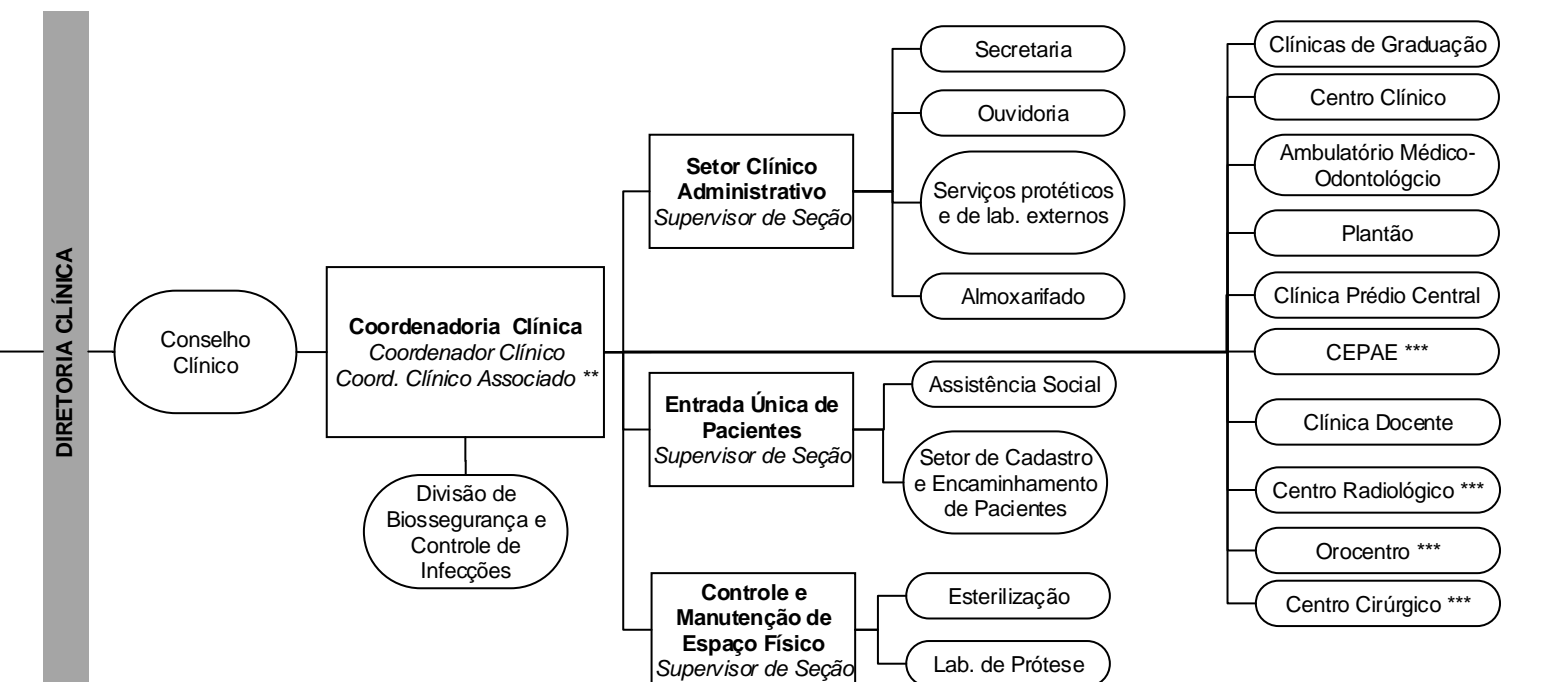 DIRETORIA CLÍNICA
Conselho
Clínico
Coordenadoria Clínica
Coordenador Clínico
Coord. Clínico Associado **
Divisão de
Biossegurança e
Controle de
Infecções
Setor Clínico
Administrativo
Supervisor de Seção
Secretaria
Ouvidoria
Serviços protéticos
e de lab. externos
Almoxarifado
Entrada Única de
Pacientes
Supervisor de Seção
Assistência Social
Setor de Cadastro
e Encaminhamento
de Pacientes
Controle e
Manutenção de
Espaço Físico
Supervisor de Seção
Esterilização
Lab. de Prótese
Clínicas de Graduação
Centro Clínico
Ambulatório Médico-
Odontológcio
Plantão
Clínica Prédio Central
CEPAE ***
Clínica Docente
Centro Radiológico ***
Orocentro ***
Centro Cirúrgico ***